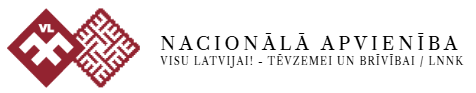 VL
NACIONĀLĀ APVIENĪBA
VISU LATVIJAI! - TĒVZEMEI UN BRĪVĪBAI / LNNK